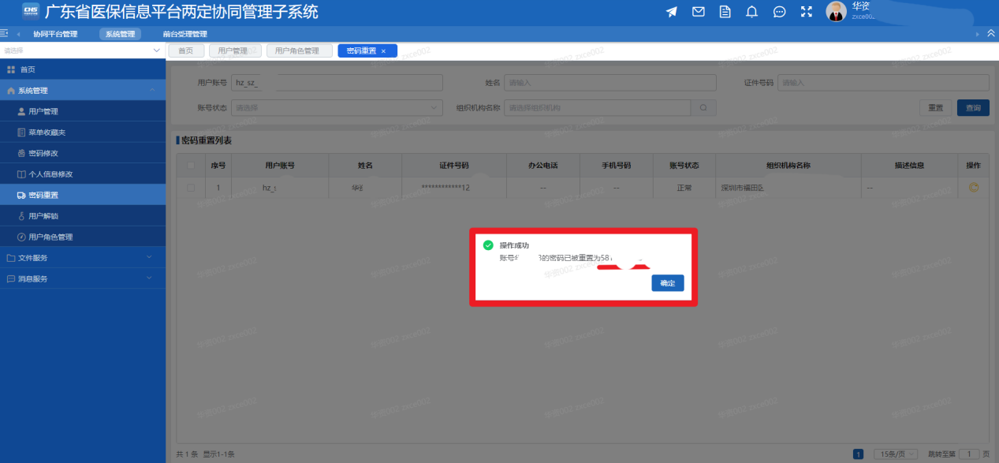 CHS 广东省医保信息平台两定协同管理子系统
华资
zxce002
协同平台管理 系统管理 前台受理管理
请选择
首页 用户管理 用户角色管理 密码重置 ×
首页
系统管理
用户管理
菜单收藏夹
密码修改
个人信息修改
密码重置
用户解锁
用户角色管理
文件服务
消息服务
用户账号 hz_sz_ 姓名 请输入 证件号码 请输入
账号状态 请选择 组织机构名称 请选择组织机构 重置 查询
密码重置列表
序号 用户账号 姓名 证件号码 办公电话 手机号码 账号状态 组织机构名称 描述信息 操作
1 hz_s ************12 -- -- 正常 深圳市福田区 --
操作成功
账号 的密码已被重置为
确定
共 1 条 显示1-1条 1 15条/页 跳转至第 1 页
华资002 zxce002